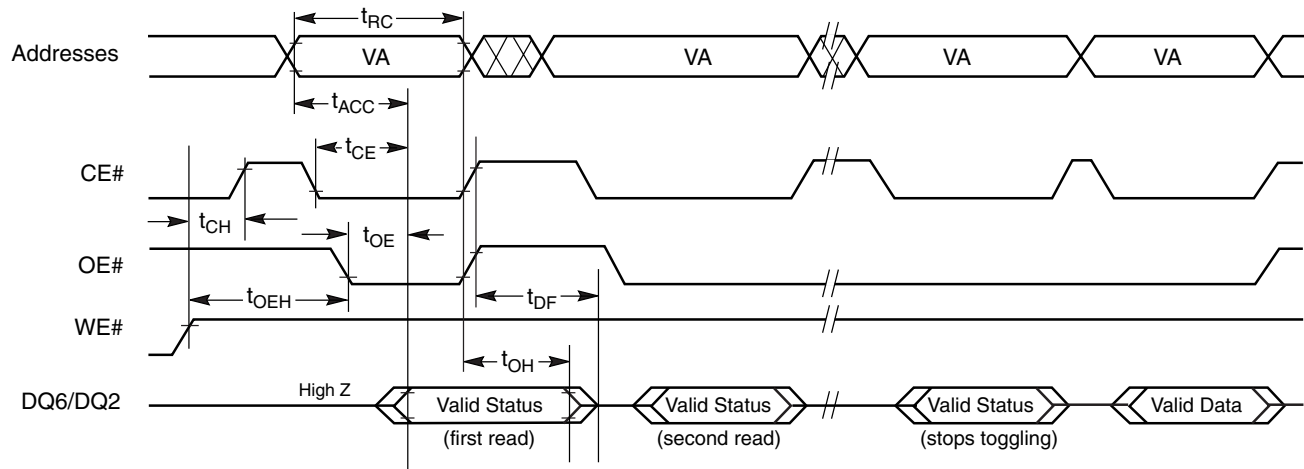 tRC
Addresses VA VA VA VA
tACC
tCE
CE#
tCH tOE
OE#
tOEH tDF
WE#
tOH
DQ6/DQ2 High Z Valid Status Valid Status Valid Status Valid Data
(first read) (second read) (stops toggling)